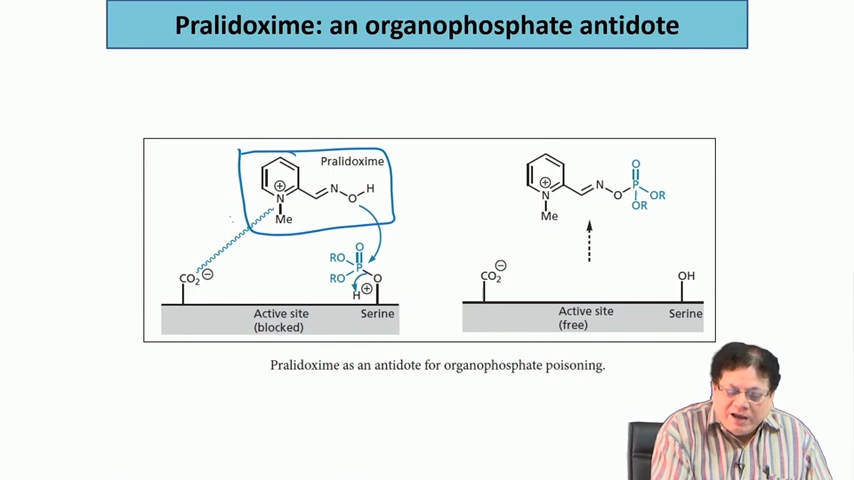 Pralidoxime: an organophosphate antidote
Pralidoxime
N
O
H
N
Me
O
RO
P
RO
O
H
CO2
Active site
(blocked)
Serine
O
N
O
P
OR
OR
N
Me
CO2
OH
Active site
(free)
Serine
Pralidoxime as an antidote for organophosphate poisoning.